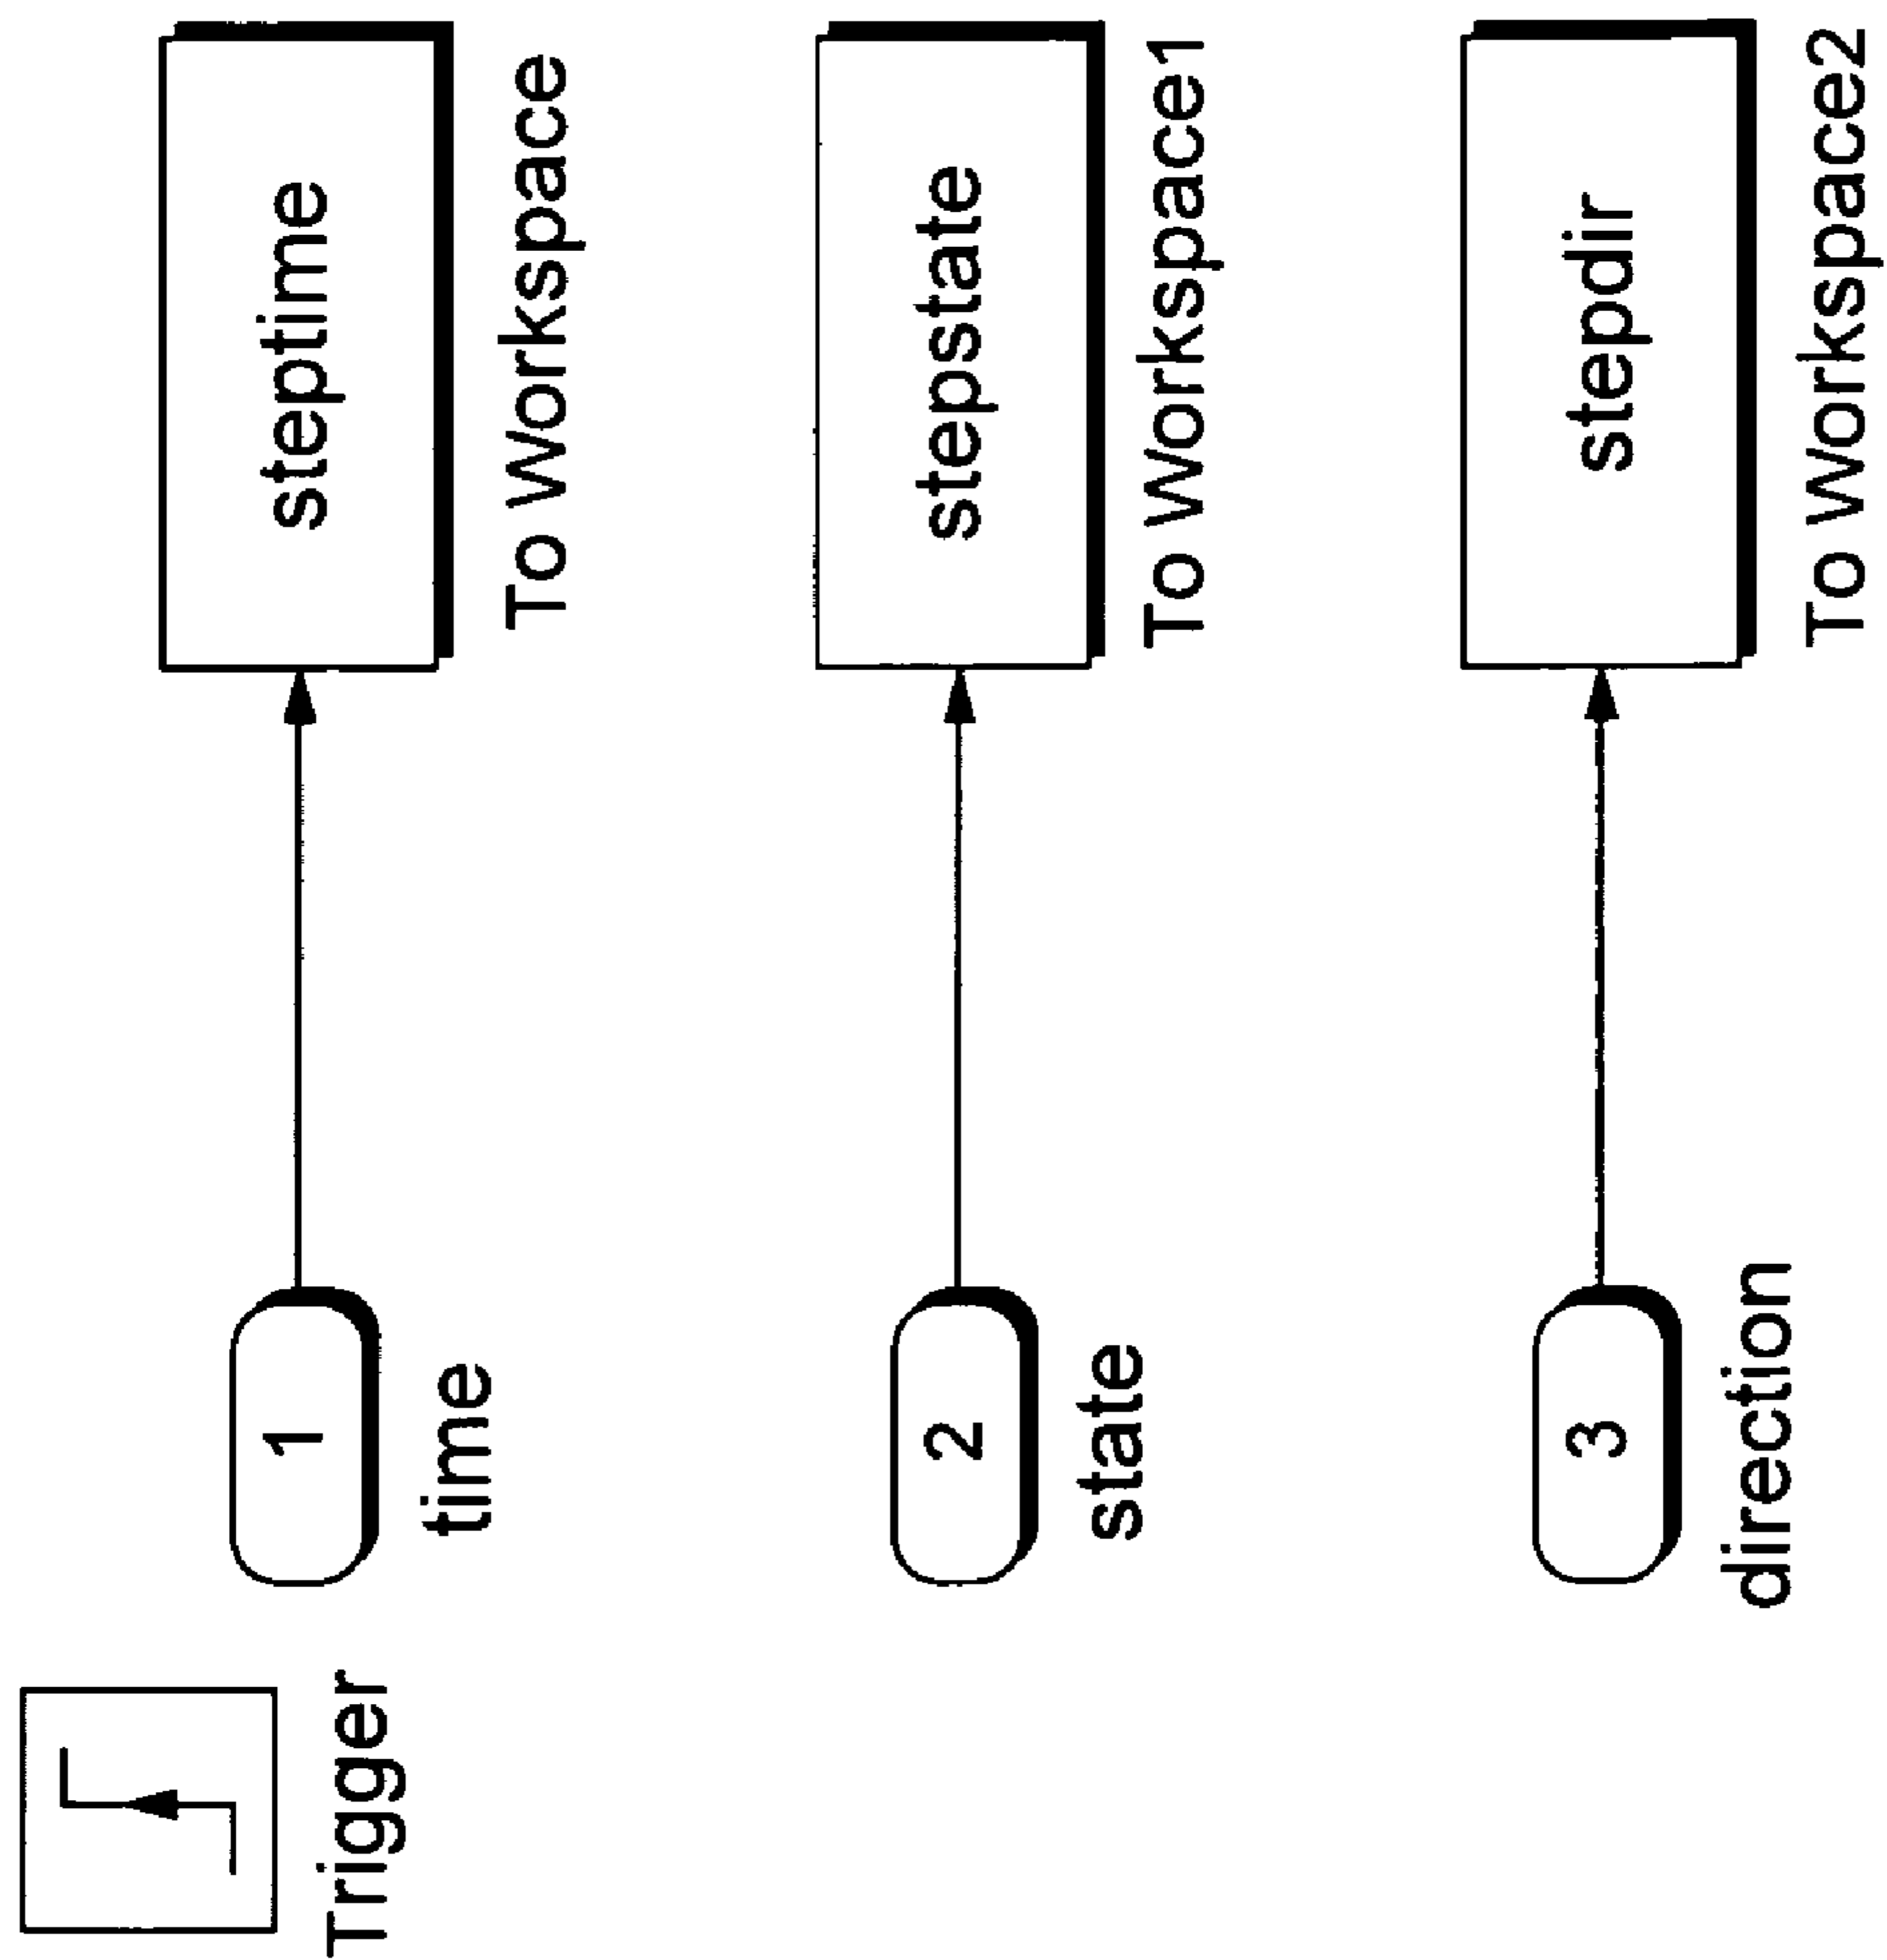 Trigger
1
time
steptime
To Workspace
2
state
stepstate
To Workspace1
3
direction
stepdir
To Workspace2